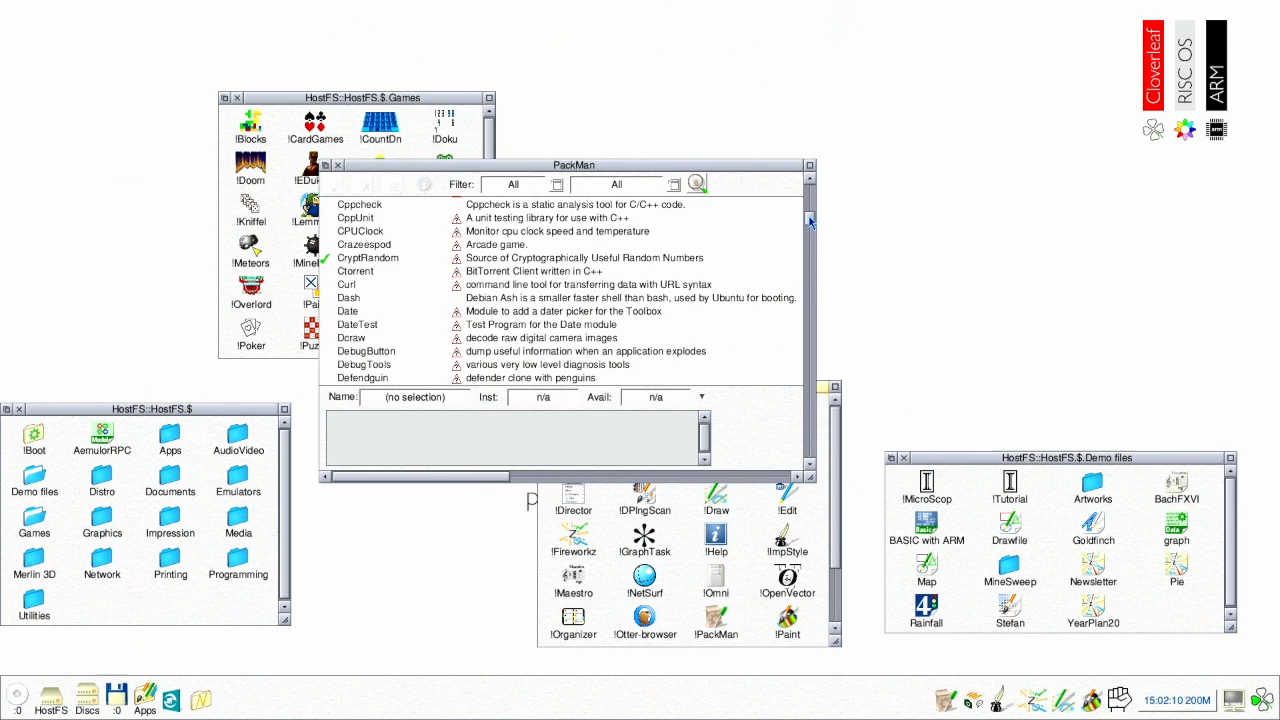 Cloverleaf
RISC OS
ARM
HostFS::HostFS.$.Games
!Blocks !CardGames !CountDn !Doku
!Doom
!Kniffel
!Meteors
!Overlord
!Poker
PackMan
Filter: All All
Cppcheck Cppcheck is a static analysis tool for C/C++ code.
CppUnit A unit testing library for use with C++
CPUClock Monitor cpu clock speed and temperature
Crazeespod Arcade game.
CryptRandom Source of Cryptographically Useful Random Numbers
Ctorrent BitTorrent Client written in C++
Curl command line tool for transferring data with URL syntax
Dash Debian Ash is a smaller faster shell than bash, used by Ubuntu for booting.
Date Module to add a dater picker for the Toolbox
DateTest Test Program for the Date module
Dcraw decode raw digital camera images
DebugButton dump useful information when an application explodes
DebugTools various very low level diagnosis tools
Defendguin defender clone with penguins
Name: (no selection) Inst: n/a Avail: n/a
HostFS::HostFS.$
!Boot AemulorRPC Apps AudioVideo
Demo files Distro Documents Emulators
Games Graphics Impression Media
Merlin 3D Network Printing Programming
Utilities
!Director !DPlngScan !Draw !Edit
!Fireworkz !GraphTask !Help !ImpStyle
!Maestro !NetSurf !Omni !OpenVector
!Organizer !Otter-browser !PackMan !Paint
HostFS::HostFS.$.Demo files
!MicroScop !Tutorial Artworks BachFXVI
BASIC with ARM Drawfile Goldfinch graph
Map MineSweep Newsletter Pie
Rainfall Stefan YearPlan20
:0 HostFS Discs :0 Apps
15:02:10 200M